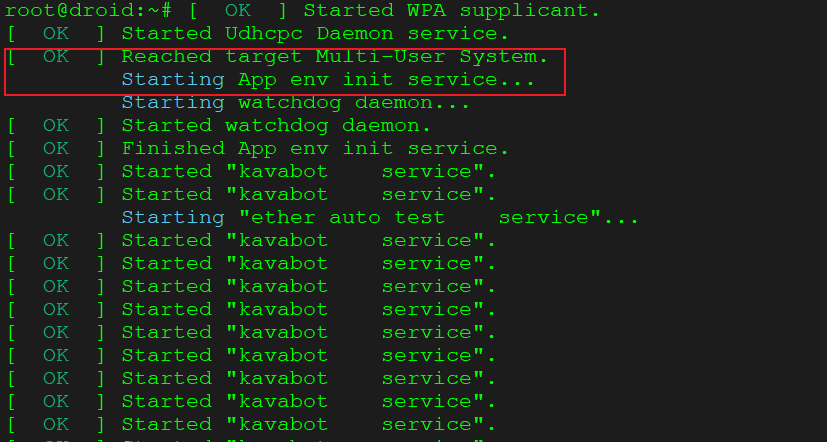 root@droid:~# [  OK  ] Started WPA supplicant.
[  OK  ] Started Udhcpc Daemon service.
[  OK  ] Reached target Multi-User System.
         Starting App env init service...
         Starting watchdog daemon...
[  OK  ] Started watchdog daemon.
[  OK  ] Finished App env init service.
[  OK  ] Started "kavabot    service".
[  OK  ] Started "kavabot    service".
         Starting "ether auto test    service"...
[  OK  ] Started "kavabot    service".
[  OK  ] Started "kavabot    service".
[  OK  ] Started "kavabot    service".
[  OK  ] Started "kavabot    service".
[  OK  ] Started "kavabot    service".
[  OK  ] Started "kavabot    service".
[  OK  ] Started "kavabot    service".
[  OK  ] Started "kavabot    service".
[  OK  ] Started "kavabot    service".